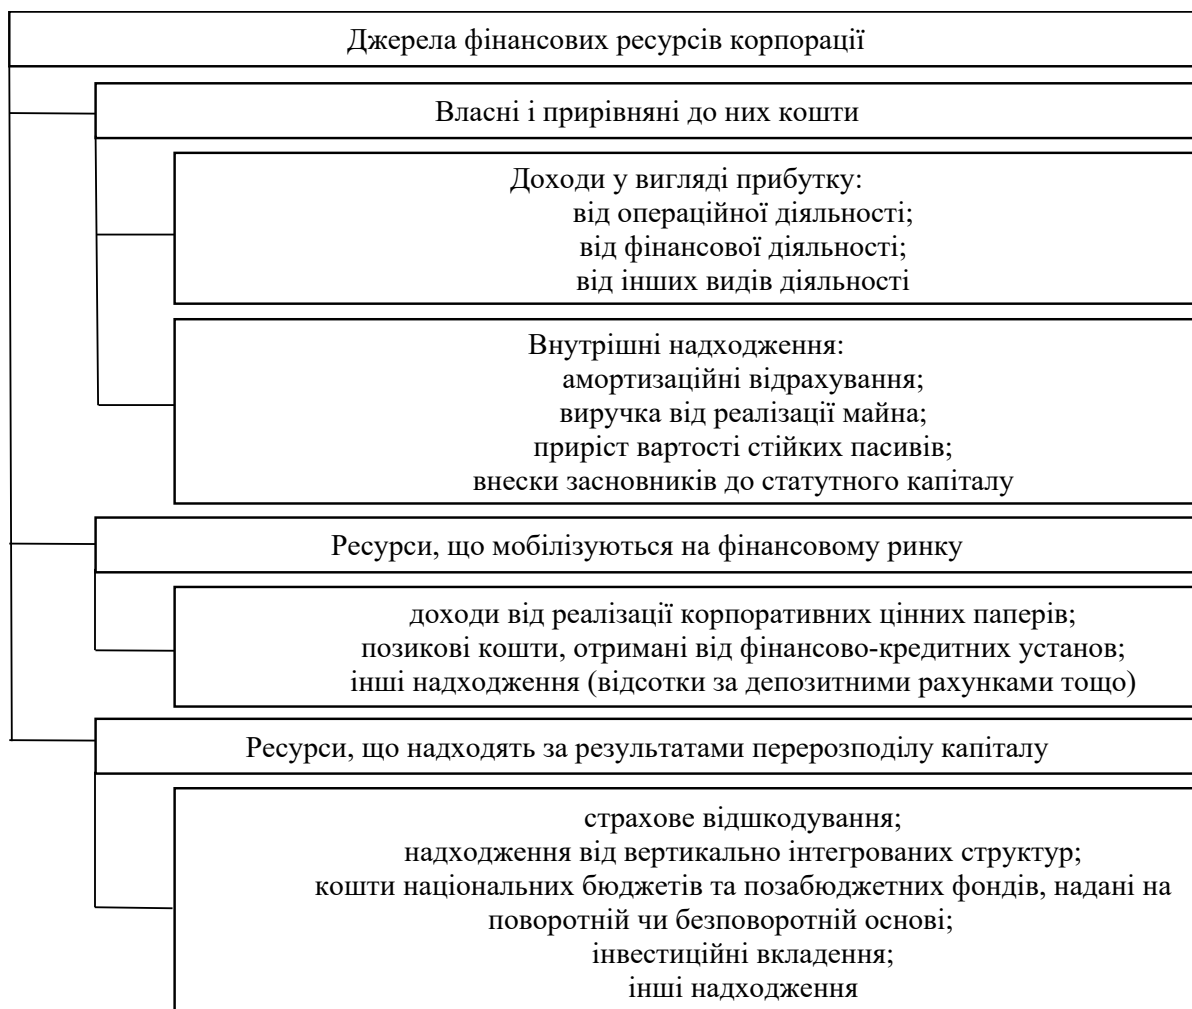 Джерела фінансових ресурсів корпорації
Власні і прирівняні до них кошти
Доходи у вигляді прибутку:
від операційної діяльності;
від фінансової діяльності;
від інших видів діяльності
Внутрішні надходження:
амортизаційні відрахування;
виручка від реалізації майна;
приріст вартості стійких пасивів;
внески засновників до статутного капіталу
Ресурси, що мобілізуються на фінансовому ринку
доходи від реалізації корпоративних цінних паперів;
позикові кошти, отримані від фінансово-кредитних установ;
інші надходження (відсотки за депозитними рахунками тощо)
Ресурси, що надходять за результатами перерозподілу капіталу
страхове відшкодування;
надходження від вертикально інтегрованих структур;
кошти національних бюджетів та позабюджетних фондів, надані на
поворотній чи безповоротній основі;
інвестиційні вкладення;
інші надходження